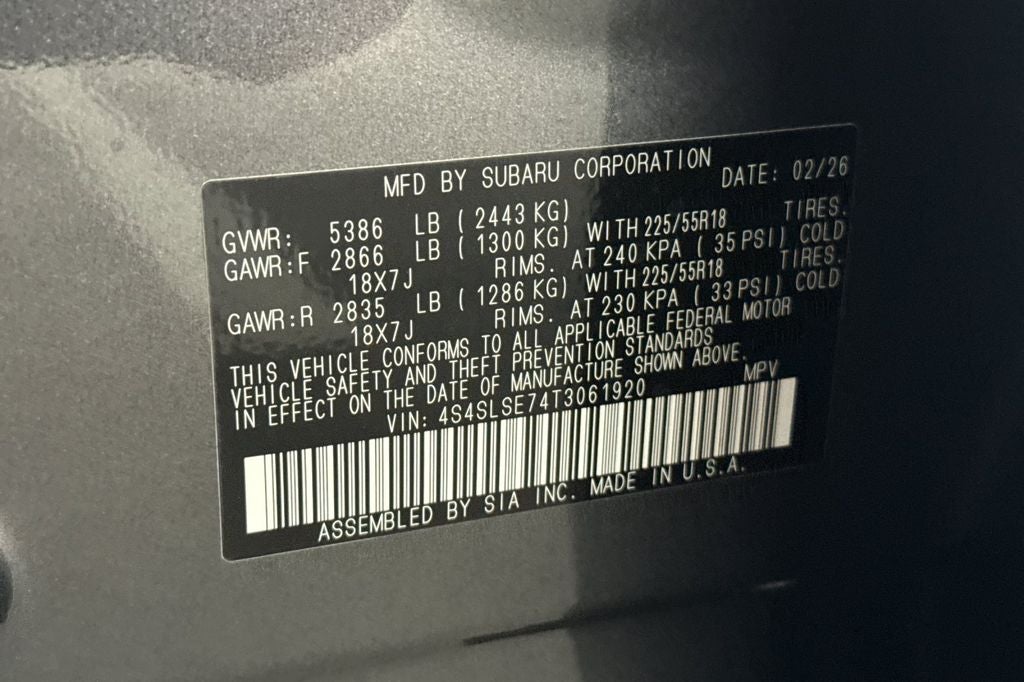 MFD BY SUBARU CORPORATION DATE: 02/26
GVWR: 5386 LB ( 2443 KG)
GAWR:F 2866 LB ( 1300 KG) WITH 225/55R18 TIRES.
18X7J RIMS. AT 240 KPA ( 35 PSI) COLD
GAWR:R 2835 LB ( 1286 KG) WITH 225/55R18 TIRES.
18X7J RIMS. AT 230 KPA ( 33 PSI) COLD
THIS VEHICLE CONFORMS TO ALL APPLICABLE FEDERAL MOTOR
VEHICLE SAFETY AND THEFT PREVENTION STANDARDS
IN EFFECT ON THE DATE OF MANUFACTURE SHOWN ABOVE.
VIN: 4S4SLSE74T3061920 MPV
ASSEMBLED BY SIA INC. MADE IN U.S.A.